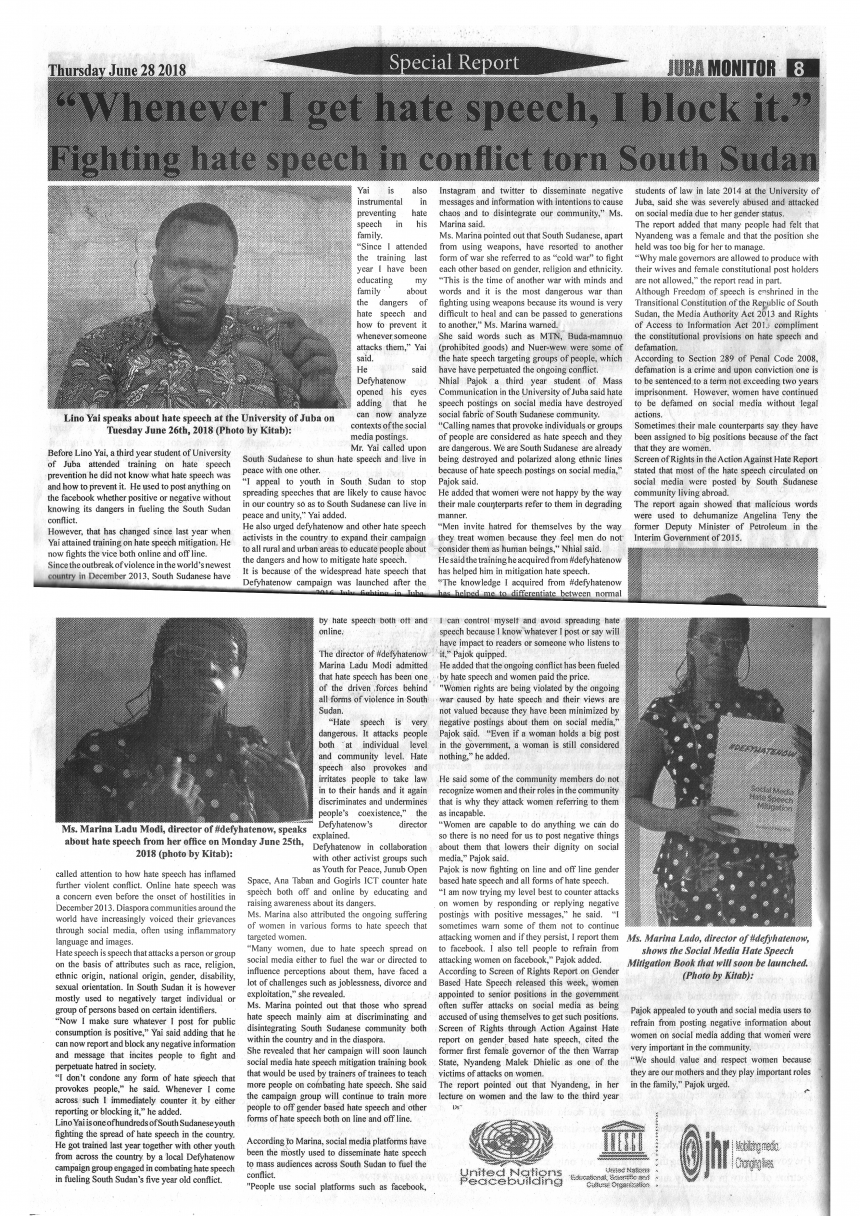 Thursday June 28 2018
Special Report
JUBA MONITOR 8
“Whenever I get hate speech, I block it.”
Fighting hate speech in conflict torn South Sudan
Lino Yai speaks about hate speech at the University of Juba on
Tuesday June 26th, 2018 (Photo by Kitab):
Before Lino Yai, a third year student of University
of Juba attended training on hate speech
prevention he did not know what hate speech was
and how to prevent it. He used to post anything on
the facebook whether positive or negative without
knowing its dangers in fueling the South Sudan
conflict.
However, that has changed since last year when
Yai attained training on hate speech mitigation. He
now fights the vice both online and off line.
Since the outbreak of violence in the world’s newest
country in December 2013, South Sudanese have
Ms. Marina Ladu Modi, director of #defyhatenow, speaks
about hate speech from her office on Monday June 25th,
2018 (photo by Kitab):
called attention to how hate speech has inflamed
further violent conflict. Online hate speech was
a concern even before the onset of hostilities in
December 2013. Diaspora communities around the
world have increasingly voiced their grievances
through social media, often using inflammatory
language and images.
Hate speech is speech that attacks a person or group
on the basis of attributes such as race, religion,
ethnic origin, national origin, gender, disability,
sexual orientation. In South Sudan it is however
mostly used to negatively target individual or
group of persons based on certain identifiers.
“Now I make sure whatever I post for public
consumption is positive,” Yai said adding that he
can now report and block any negative information
and message that incites people to fight and
perpetuate hatred in society.
“I don’t condone any form of hate speech that
provokes people,” he said. Whenever I come
across such I immediately counter it by either
reporting or blocking it,” he added.
Lino Yai is one of hundreds of South Sudanese youth
fighting the spread of hate speech in the country.
He got trained last year together with other youth
from across the country by a local Defyhatenow
campaign group engaged in combating hate speech
in fueling South Sudan’s five year old conflict.
Yai is also
instrumental in
preventing hate
speech in his
family.
“Since I attended
the training last
year I have been
educating my
family about
the dangers of
hate speech and
how to prevent it
whenever someone
attacks them,” Yai
said.
He said
Defyhatenow
opened his eyes
adding that he
can now analyze
contexts of the social
media postings.
Mr. Yai called upon
South Sudanese to shun hate speech and live in
peace with one other.
“I appeal to youth in South Sudan to stop
spreading speeches that are likely to cause havoc
in our country so as to South Sudanese can live in
peace and unity,” Yai added.
He also urged defyhatenow and other hate speech
activists in the country to expand their campaign
to all rural and urban areas to educate people about
the dangers and how to mitigate hate speech.
It is because of the widespread hate speech that
Defyhatenow campaign was launched after the
2016 July fighting in Juba
by hate speech both off and
online.
The director of #defyhatenow
Marina Ladu Modi admitted
that hate speech has been one
of the driven forces behind
all forms of violence in South
Sudan.
“Hate speech is very
dangerous. It attacks people
both at individual level
and community level. Hate
speech also provokes and
irritates people to take law
in to their hands and it again
discriminates and undermines
people’s coexistence,” the
Defyhatenow’s director
explained.
Defyhatenow in collaboration
with other activist groups such
as Youth for Peace, Junub Open
Space, Ana Taban and Gogirls ICT counter hate
speech both off and online by educating and
raising awareness about its dangers.
Ms. Marina also attributed the ongoing suffering
of women in various forms to hate speech that
targeted women.
“Many women, due to hate speech spread on
social media either to fuel the war or directed to
influence perceptions about them, have faced a
lot of challenges such as joblessness, divorce and
exploitation,” she revealed.
Ms. Marina pointed out that those who spread
hate speech mainly aim at discriminating and
disintegrating South Sudanese community both
within the country and in the diaspora.
She revealed that her campaign will soon launch
social media hate speech mitigation training book
that would be used by trainers of trainees to teach
more people on combating hate speech. She said
the campaign group will continue to train more
people to off gender based hate speech and other
forms of hate speech both on line and off line.
According to Marina, social media platforms have
been the mostly used to disseminate hate speech
to mass audiences across South Sudan to fuel the
conflict.
"People use social platforms such as facebook,
Instagram and twitter to disseminate negative
messages and information with intentions to cause
chaos and to disintegrate our community,” Ms.
Marina said.
Ms. Marina pointed out that South Sudanese, apart
from using weapons, have resorted to another
form of war she referred to as “cold war” to fight
each other based on gender, religion and ethnicity.
“This is the time of another war with minds and
words and it is the most dangerous war than
fighting using weapons because its wound is very
difficult to heal and can be passed to generations
to another,” Ms. Marina warned.
She said words such as MTN, Buda-mamnuo
(prohibited goods) and Nuer-wew were some of
the hate speech targeting groups of people, which
have have perpetuated the ongoing conflict.
Nhial Pajok a third year student of Mass
Communication in the University of Juba said hate
speech postings on social media have destroyed
social fabric of South Sudanese community.
“Calling names that provoke individuals or groups
of people are considered as hate speech and they
are dangerous. We are South Sudanese are already
being destroyed and polarized along ethnic lines
because of hate speech postings on social media,”
Pajok said.
He added that women were not happy by the way
their male counterparts refer to them in degrading
manner.
“Men invite hatred for themselves by the way
they treat women because they feel men do not
consider them as human beings,” Nhial said.
He said the training he acquired from #defyhatenow
has helped him in mitigation hate speech.
“The knowledge I acquired from #defyhatenow
has helped me to differentiate between normal
I can control myself and avoid spreading hate
speech because I know whatever I post or say will
have impact to readers or someone who listens to
it,” Pajok quipped.
He added that the ongoing conflict has been fueled
by hate speech and women paid the price.
"Women rights are being violated by the ongoing
war caused by hate speech and their views are
not valued because they have been minimized by
negative postings about them on social media,”
Pajok said. “Even if a woman holds a big post
in the government, a woman is still considered
nothing,” he added.
He said some of the community members do not
recognize women and their roles in the community
that is why they attack women referring to them
as incapable.
“Women are capable to do anything we can do
so there is no need for us to post negative things
about them that lowers their dignity on social
media,” Pajok said.
Pajok is now fighting on line and off line gender
based hate speech and all forms of hate speech.
“I am now trying my level best to counter attacks
on women by responding or replying negative
postings with positive messages,” he said. “I
sometimes warn some of them not to continue
attacking women and if they persist, I report them
to facebook. I also tell people to refrain from
attacking women on facebook,” Pajok added.
According to Screen of Rights Report on Gender
Based Hate Speech released this week, women
appointed to senior positions in the government
often suffer attacks on social media as being
accused of using themselves to get such positions.
Screen of Rights through Action Against Hate
report on gender based hate speech, cited the
former first female governor of the then Warrap
State, Nyandeng Malek Dhielic as one of the
victims of attacks on women.
The report pointed out that Nyandeng, in her
lecture on women and the law to the third year
students of law in late 2014 at the University of
Juba, said she was severely abused and attacked
on social media due to her gender status.
The report added that many people had felt that
Nyandeng was a female and that the position she
held was too big for her to manage.
“Why male governors are allowed to produce with
their wives and female constitutional post holders
are not allowed,” the report read in part.
Although Freedom of speech is enshrined in the
Transitional Constitution of the Republic of South
Sudan, the Media Authority Act 2013 and Rights
of Access to Information Act compliment
the constitutional provisions on hate speech and
defamation.
According to Section 289 of Penal Code 2008,
defamation is a crime and upon conviction one is
to be sentenced to a term not exceeding two years
imprisonment. However, women have continued
to be defamed on social media without legal
actions.
Sometimes their male counterparts say they have
been assigned to big positions because of the fact
that they are women.
Screen of Rights in the Action Against Hate Report
stated that most of the hate speech circulated on
social media were posted by South Sudanese
community living abroad.
The report again showed that malicious words
were used to dehumanize Angelina Teny the
former Deputy Minister of Petroleum in the
Interim Government of 2015.
#DEFYHATENOW
Social Media
Hate Speech
Mitigation
Ms. Marina Lado, director of #defyhatenow,
shows the Social Media Hate Speech
Mitigation Book that will soon be launched.
(Photo by Kitab):
Pajok appealed to youth and social media users to
refrain from posting negative information about
women on social media adding that women were
very important in the community.
“We should value and respect women because
they are our mothers and they play important roles
in the family,” Pajok urged.
United Nations
Peacebuilding
UNESCO
United Nations
Educational, Scientific and
Cultural Organization
jhr
Mobilizing media.
Changing lives.